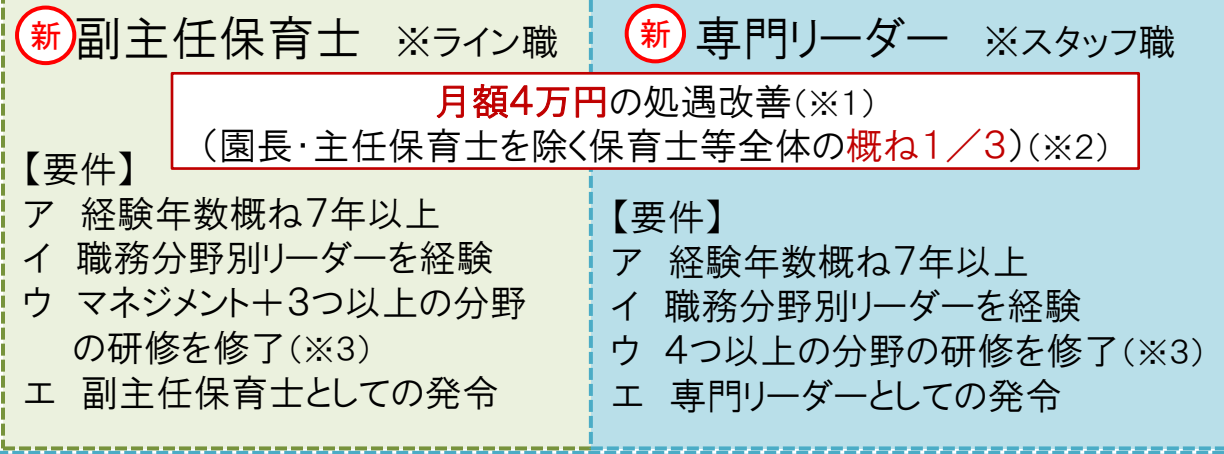 新 副主任保育士 ※ライン職
新 専門リーダー ※スタッフ職
月額4万円の処遇改善(※1)
(園長・主任保育士を除く保育士等全体の概ね1/3)(※2)
【要件】
ア 経験年数概ね7年以上
イ 職務分野別リーダーを経験
ウ マネジメント+3つ以上の分野
の研修を修了(※3)
エ 副主任保育士としての発令
【要件】
ア 経験年数概ね7年以上
イ 職務分野別リーダーを経験
ウ 4つ以上の分野の研修を修了(※3)
エ 専門リーダーとしての発令